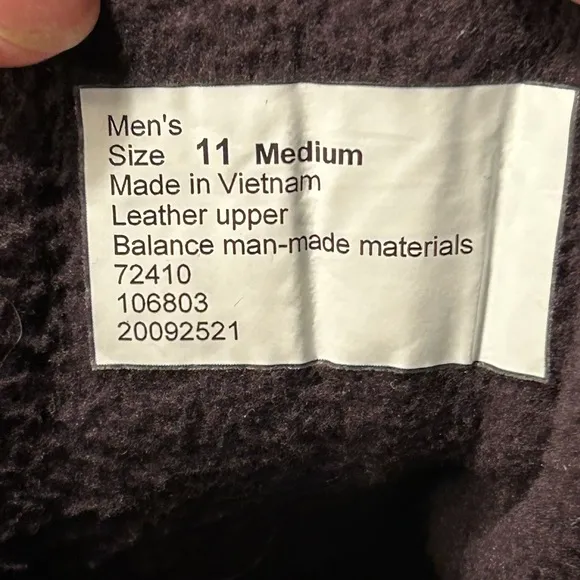 Men's
Size 11 Medium
Made in Vietnam
Leather upper
Balance man-made materials
72410
106803
20092521